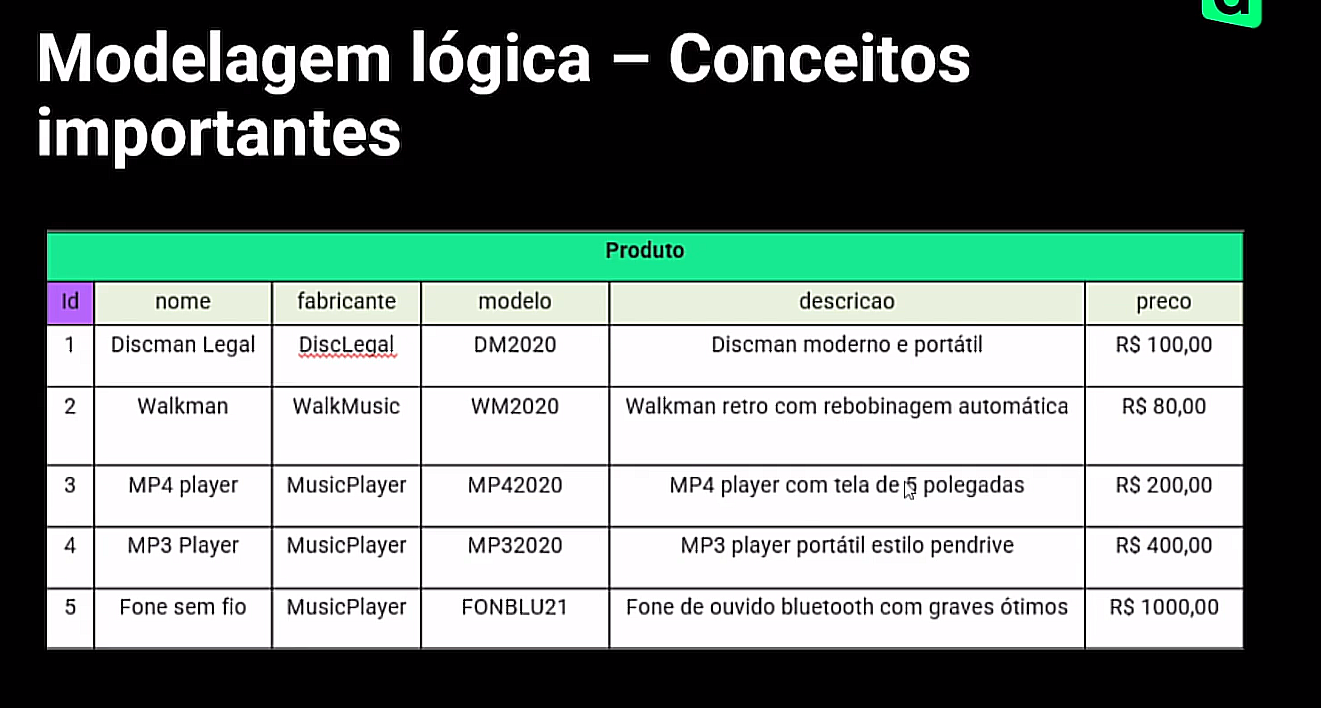 Modelagem lógica – Conceitos
importantes
Produto
Id nome fabricante modelo descricao preco
1 Discman Legal DiscLegal DM2020 Discman moderno e portátil R$ 100,00
2 Walkman WalkMusic WM2020 Walkman retro com rebobinagem automática R$ 80,00
3 MP4 player MusicPlayer MP42020 MP4 player com tela de 5 polegadas R$ 200,00
4 MP3 Player MusicPlayer MP32020 MP3 player portátil estilo pendrive R$ 400,00
5 Fone sem fio MusicPlayer FONBLU21 Fone de ouvido bluetooth com graves ótimos R$ 1000,00